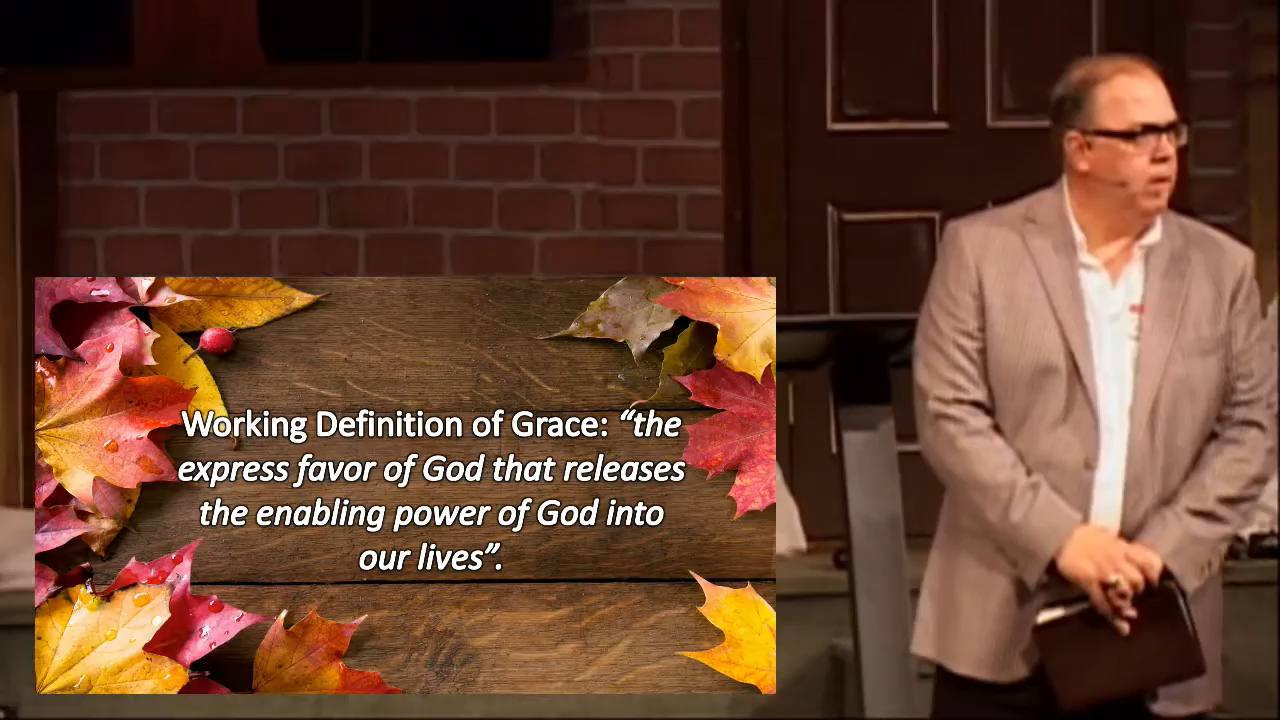 Working Definition of Grace: “the
express favor of God that releases
the enabling power of God into
our lives”.